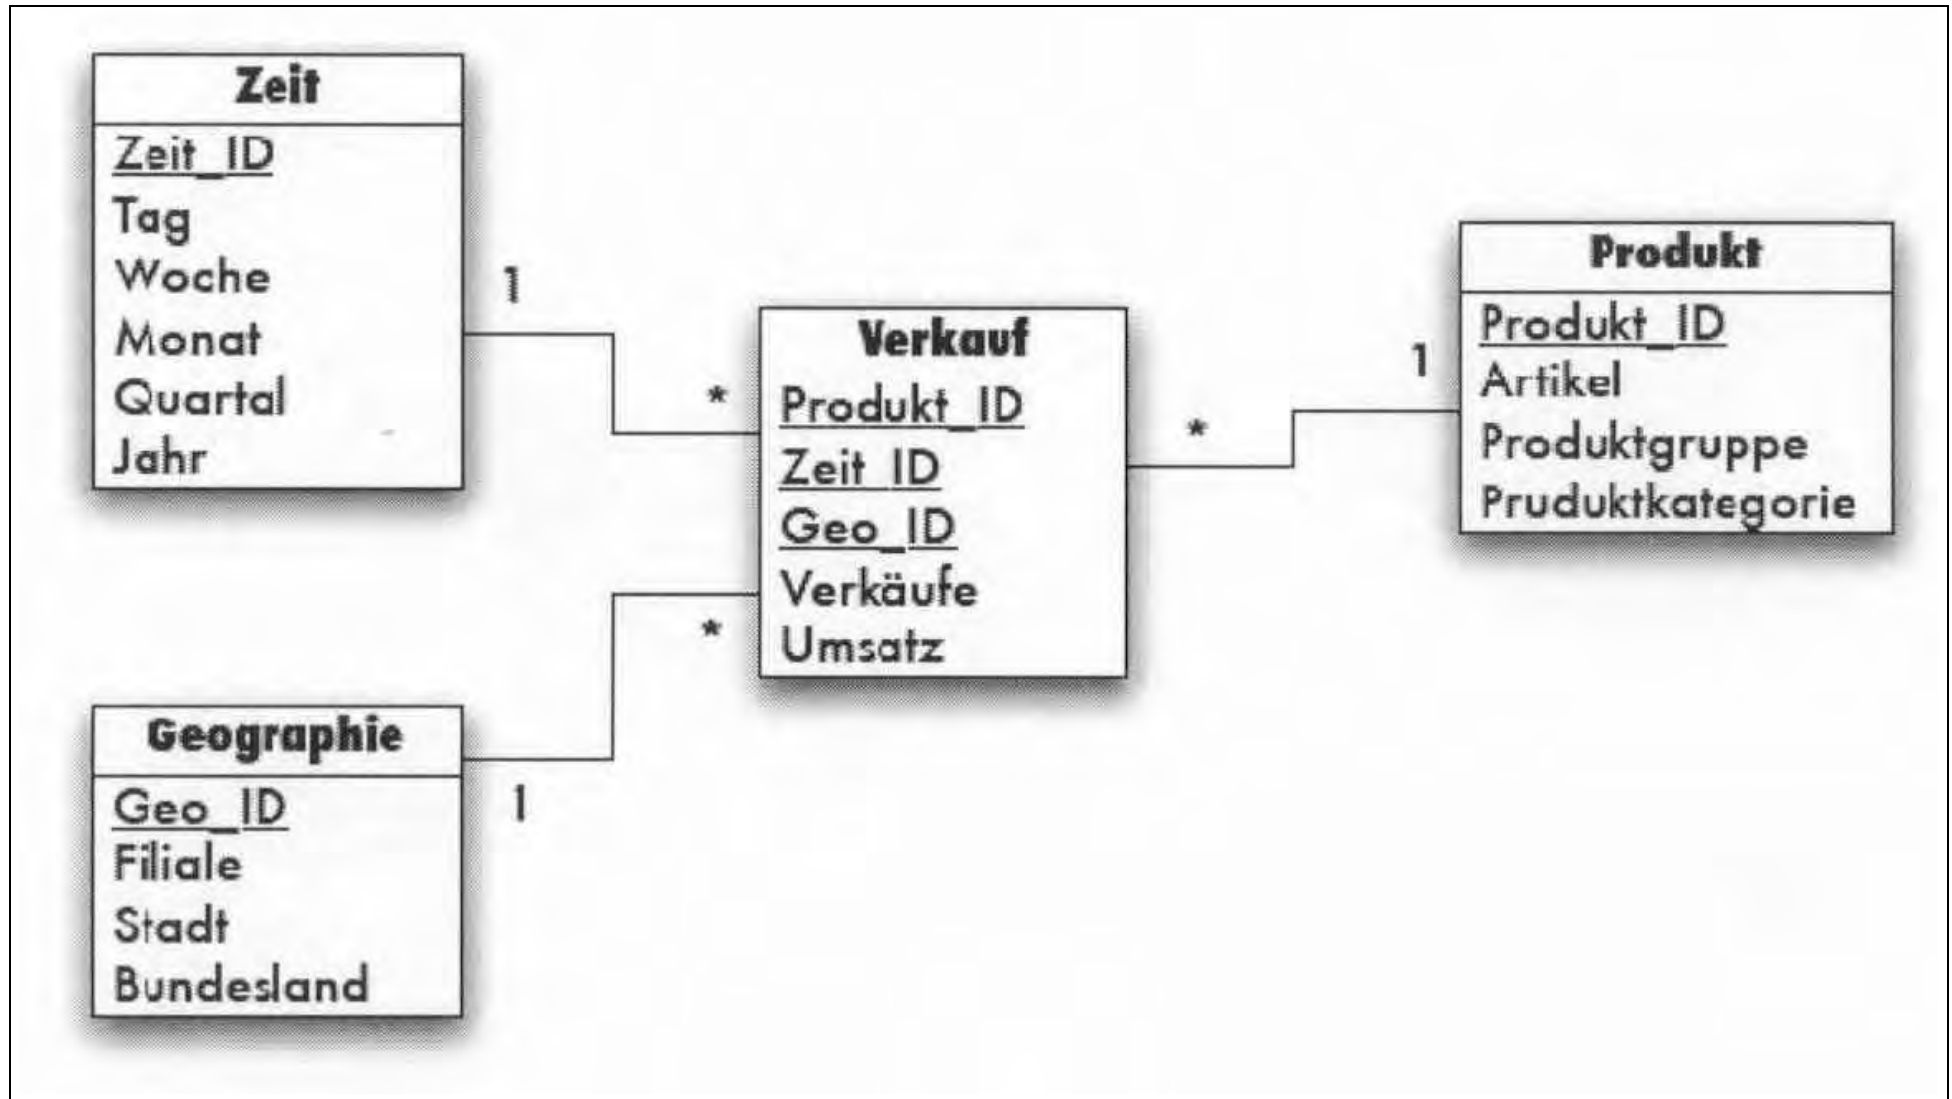 Zeit
Zeit_ID
Tag
Woche
Monat
Quartal
Jahr
1
*
Verkauf
Produkt_ID
Zeit_ID
Geo_ID
Verkäufe
Umsatz
*
1
Produkt
Produkt_ID
Artikel
Produktgruppe
Pruduktkategorie
*
1
Geographie
Geo_ID
Filiale
Stadt
Bundesland